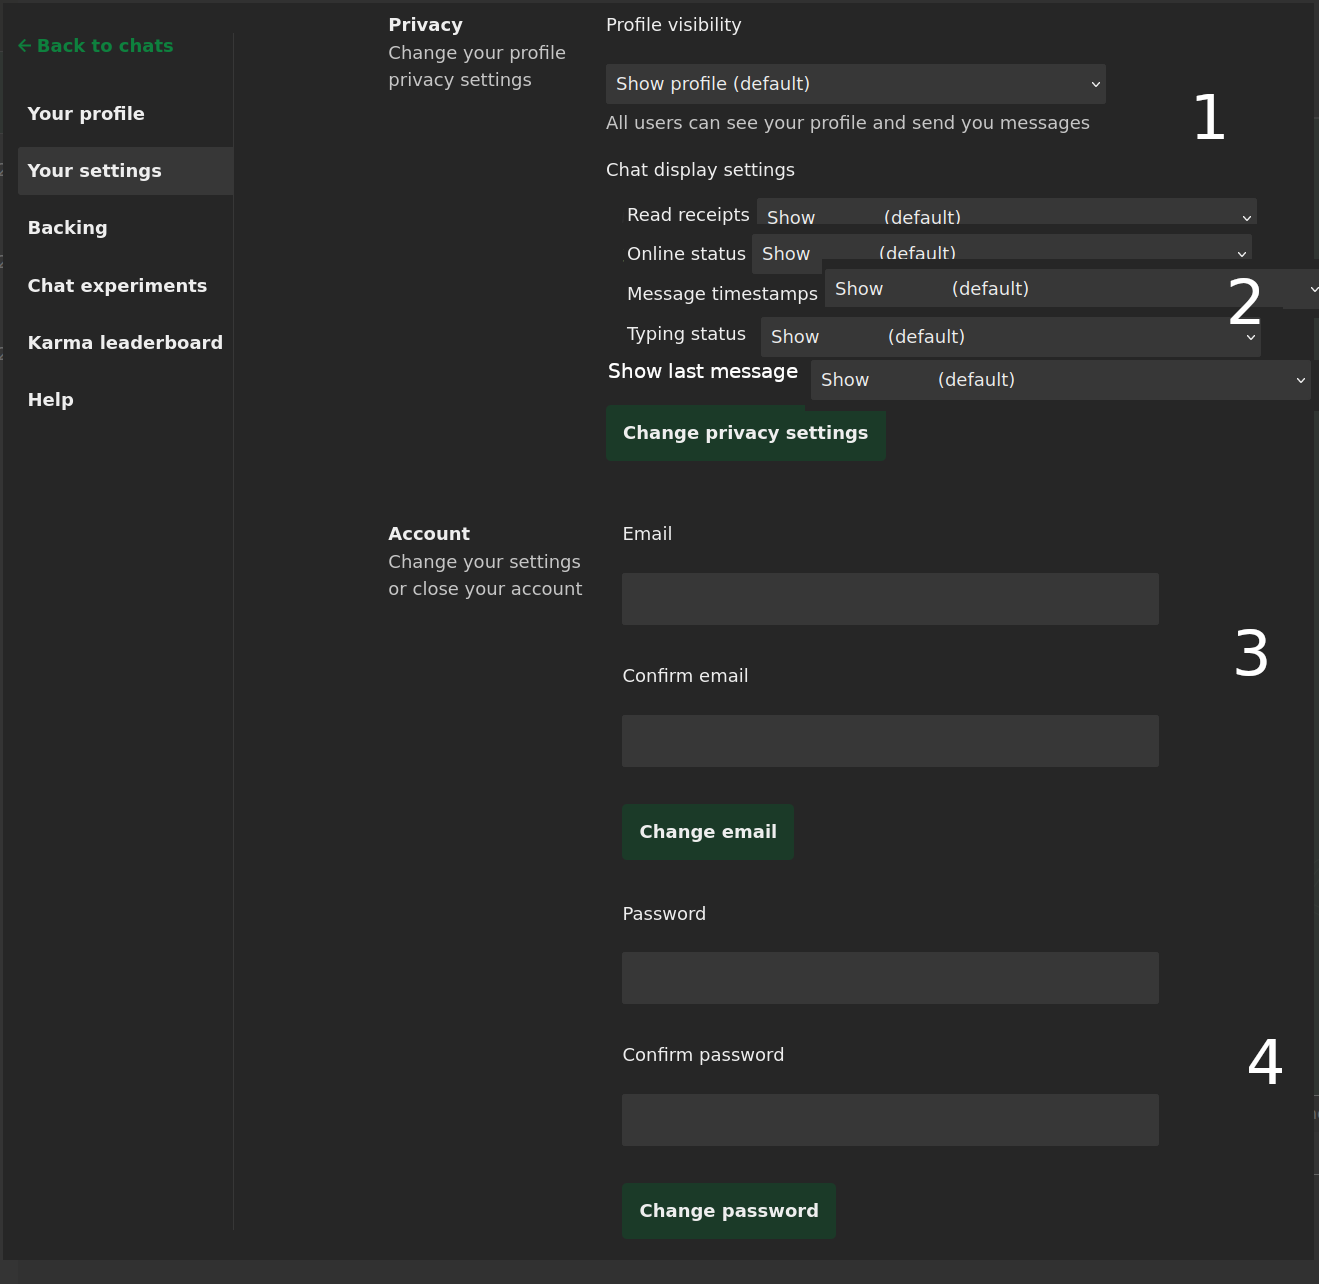 ← Back to chats
Your profile
Your settings
Backing
Chat experiments
Karma leaderboard
Help
Privacy
Change your profile
privacy settings
Profile visibility
Show profile (default)
All users can see your profile and send you messages
1
Chat display settings
Read receipts Show (default)
Online status Show (default)
Message timestamps Show (default)
2
Typing status Show (default)
Show last message Show (default)
Change privacy settings
Account
Change your settings
or close your account
Email
3
Confirm email
Change email
Password
Confirm password
4
Change password